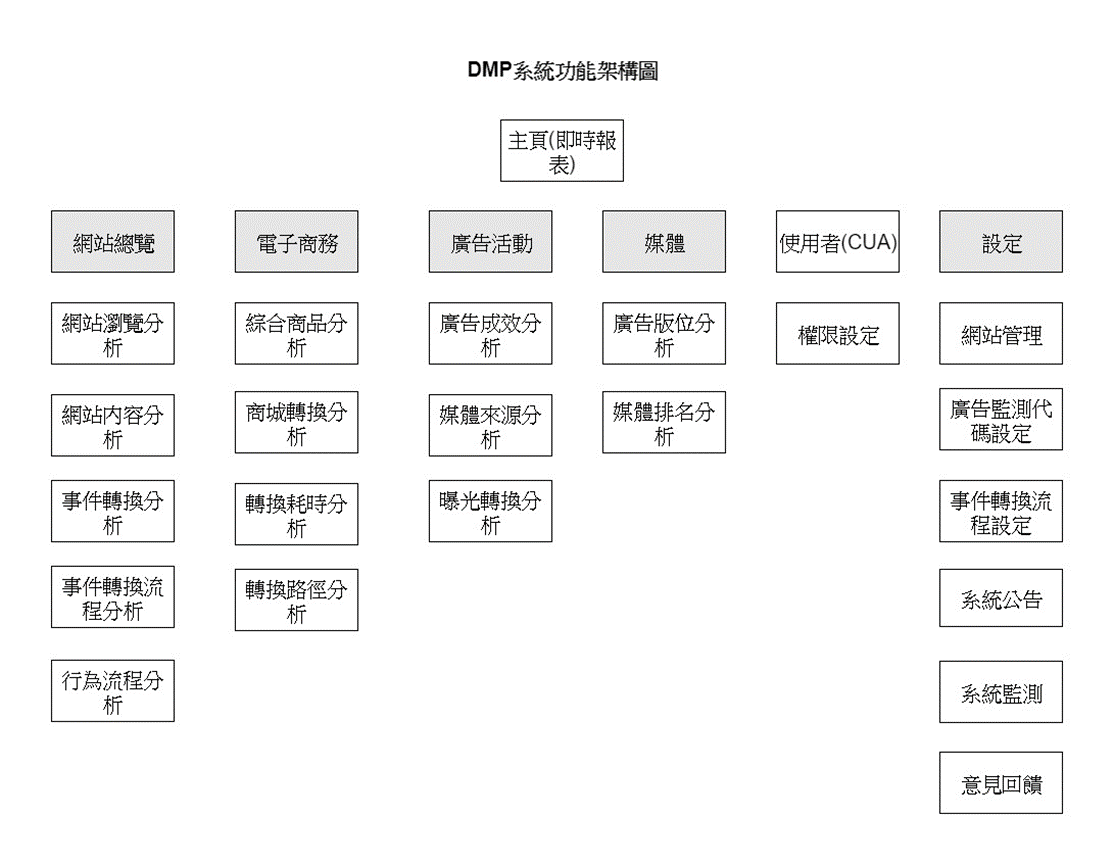 DMP系統功能架構圖
主頁(即時報
表)
網站總覽
電子商務
廣告活動
媒體
使用者(CUA)
設定
網站瀏覽分
析
綜合商品分
析
廣告成效分
析
廣告版位分
析
權限設定
網站管理
網站內容分
析
商城轉換分
析
媒體來源分
析
媒體排名分
析
廣告監測代
碼設定
事件轉換分
析
轉換耗時分
析
曝光轉換分
析
事件轉換流
程設定
事件轉換流
程分析
轉換路徑分
析
系統公告
行為流程分
析
系統監測
意見回饋